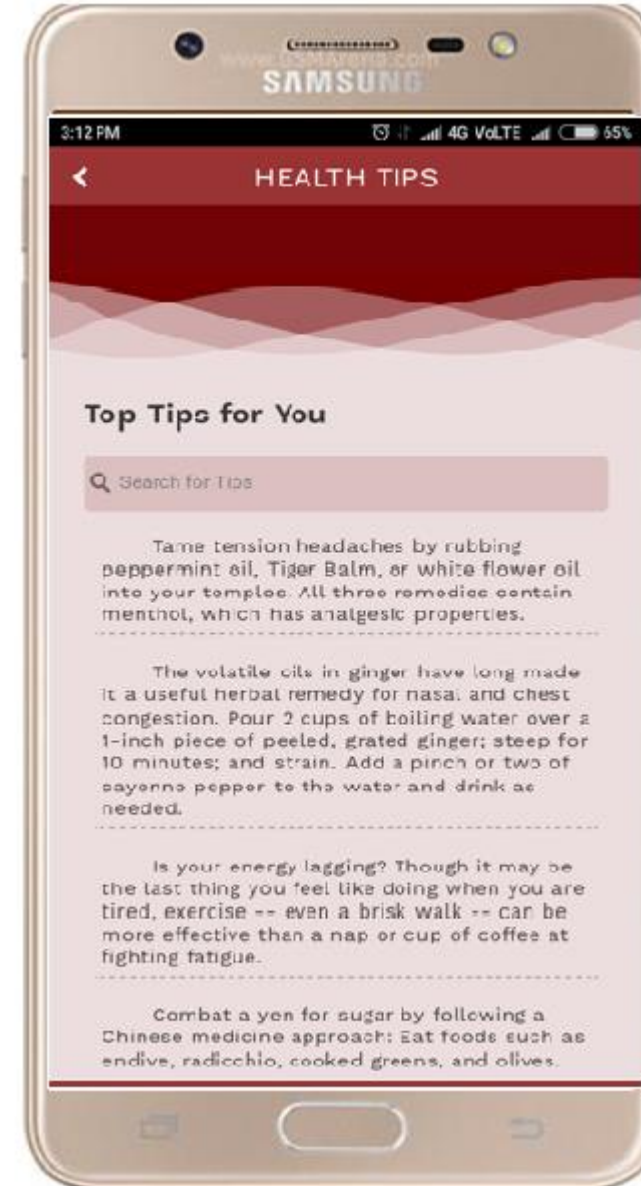 www.GSMArena.com
SAMSUNG
3:12 PM 4G VoLTE 65%
HEALTH TIPS
Top Tips for You
Search for Tips
Tame tension headaches by rubbing
peppermint oil, Tiger Balm, or white flower oil
into your temples. All three remedies contain
menthol, which has analgesic properties.
The volatile oils in ginger have long made
it a useful herbal remedy for nasal and chest
congestion. Pour 2 cups of boiling water over a
1-inch piece of peeled, grated ginger; steep for
10 minutes; and strain. Add a pinch or two of
cayenne pepper to the water and drink as
needed.
Is your energy lagging? Though it may be
the last thing you feel like doing when you are
tired, exercise -- even a brisk walk -- can be
more effective than a nap or cup of coffee at
fighting fatigue.
Combat a yen for sugar by following a
Chinese medicine approach: Eat foods such as
endive, radicchio, cooked greens, and olives.